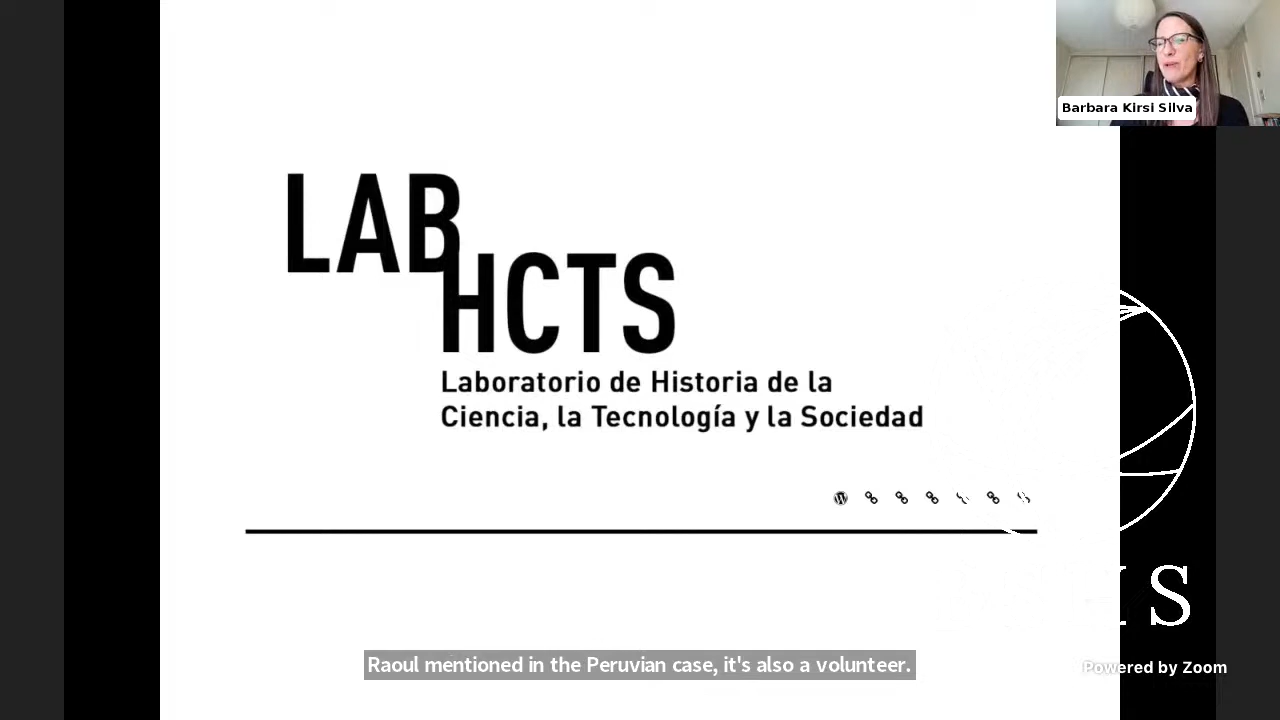 Barbara Kirsi Silva
LAB
HCTS
Laboratorio de Historia de la
Ciencia, la Tecnología y la Sociedad
S
Raoul mentioned in the Peruvian case, it's also a volunteer.
Powered by Zoom